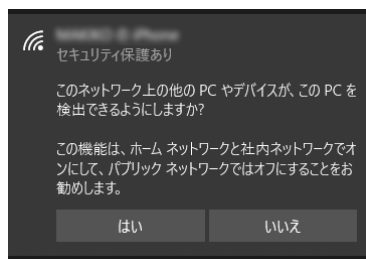 セキュリティ保護あり
このネットワーク上の他の PC やデバイスが、この PC を
検出できるようにしますか?
この機能は、ホーム ネットワークと社内ネットワークでオ
ンにして、パブリック ネットワークではオフにすることをお
勧めします。
はい
いいえ